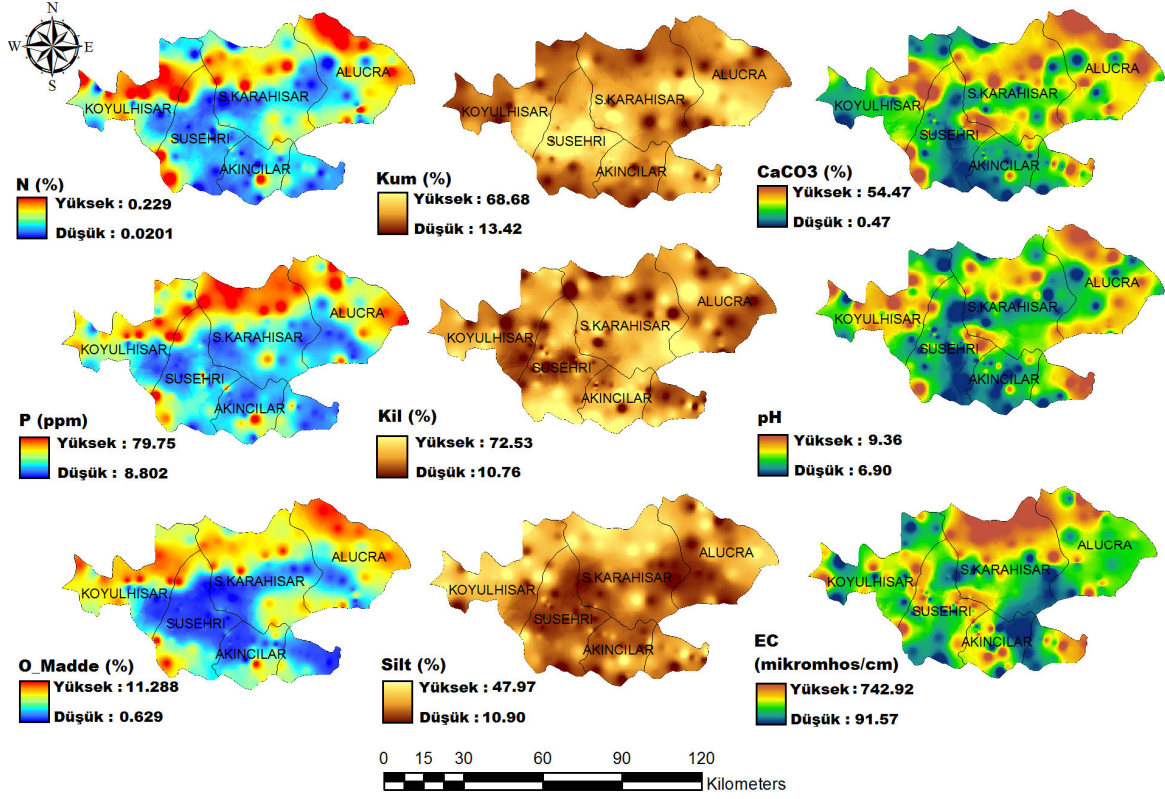 N
W E
S
KOYULHISAR
SUSEHRI
S.KARAHISAR
ALUCRA
AKINCILAR
N (%)
Yüksek : 0.229
Düşük : 0.0201
KOYULHISAR
SUSEHRI
S.KARAHISAR
ALUCRA
AKINCILAR
Kum (%)
Yüksek : 68.68
Düşük : 13.42
KOYULHISAR
SUSEHRI
S.KARAHISAR
ALUCRA
AKINCILAR
CaCO3 (%)
Yüksek : 54.47
Düşük : 0.47
KOYULHISAR
SUSEHRI
S.KARAHISAR
ALUCRA
AKINCILAR
P (ppm)
Yüksek : 79.75
Düşük : 8.802
KOYULHISAR
SUSEHRI
S.KARAHISAR
ALUCRA
AKINCILAR
Kil (%)
Yüksek : 72.53
Düşük : 10.76
KOYULHISAR
SUSEHRI
S.KARAHISAR
ALUCRA
AKINCILAR
pH
Yüksek : 9.36
Düşük : 6.90
KOYULHISAR
SUSEHRI
S.KARAHISAR
ALUCRA
AKINCILAR
O_Madde (%)
Yüksek : 11.288
Düşük : 0.629
KOYULHISAR
SUSEHRI
S.KARAHISAR
ALUCRA
AKINCILAR
Silt (%)
Yüksek : 47.97
Düşük : 10.90
KOYULHISAR
SUSEHRI
S.KARAHISAR
ALUCRA
AKINCILAR
EC
(mikromhos/cm)
Yüksek : 742.92
Düşük : 91.57
0 15 30 60 90 120
Kilometers